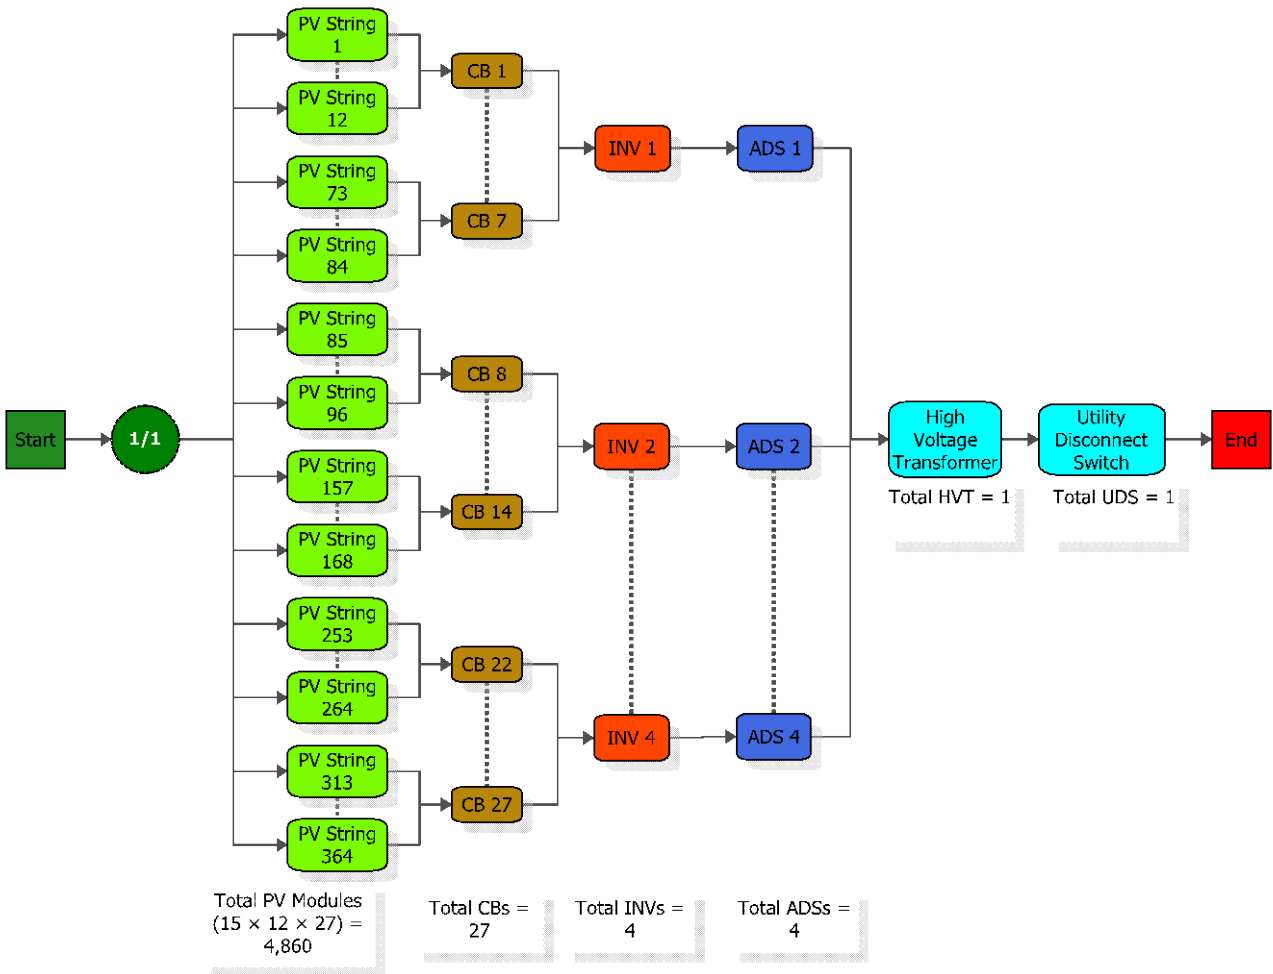 PV String
1
PV String
12
PV String
73
PV String
84
PV String
85
PV String
96
PV String
157
PV String
168
PV String
253
PV String
264
PV String
313
PV String
364
CB 1
CB 7
CB 8
CB 14
CB 22
CB 27
INV 1
INV 2
INV 4
ADS 1
ADS 2
ADS 4
Start
1/1
High
Voltage
Transformer
Utility
Disconnect
Switch
End
Total HVT = 1
Total UDS = 1
Total PV Modules
(15 × 12 × 27) =
4,860
Total CBs =
27
Total INVs =
4
Total ADSs =
4